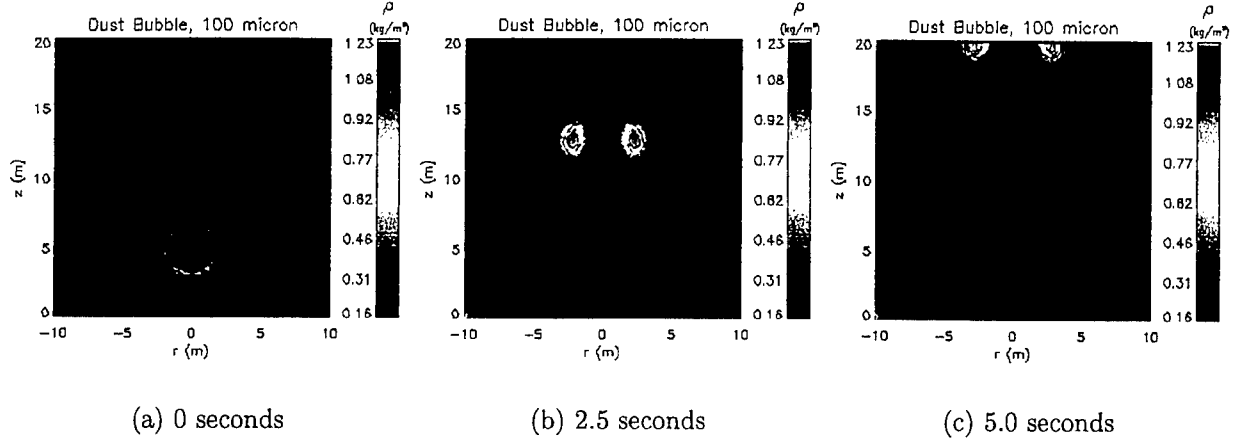 Dust Bubble, 100 micron
ρ
(kg/m³)
20
15
10
5
0
z (m)
-10 -5 0 5 10
r (m)
1 23
1 08
0.92
0.77
0 62
0.46
0.31
0.16
(a) 0 seconds
Dust Bubble, 100 micron
ρ
(kg/m³)
20
15
10
5
0
z (m)
-10 -5 0 5 10
r (m)
1 23
1 08
0.92
0.77
0.62
0.46
0.31
0 16
(b) 2.5 seconds
Dust Bubble, 100 micron
ρ
(kg/m³)
20
15
10
5
0
z (m)
-10 -5 0 5 10
r (m)
1 23
1 08
0.92
0.77
0.62
0.46
0.31
0 16
(c) 5.0 seconds